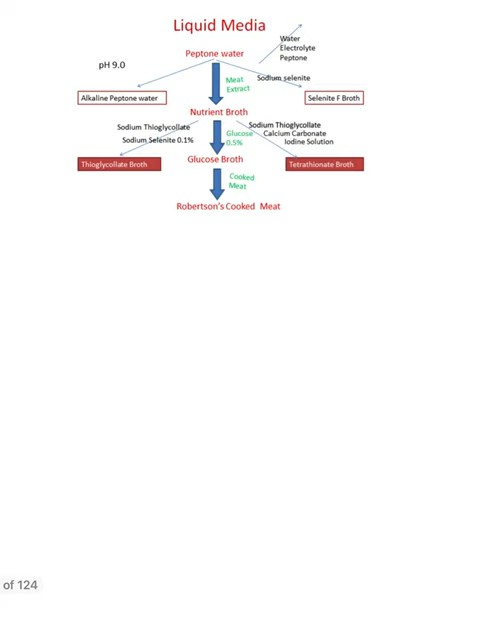 Liquid Media
Water
Electrolyte
Peptone
Peptone water
pH 9.0
Meat
Extract
Sodium selenite
Alkaline Peptone water
Selenite F Broth
Nutrient Broth
Sodium Thioglycollate
Sodium Selenite 0.1%
Glucose
0.5%
Sodium Thioglycollate
Calcium Carbonate
Iodine Solution
Thioglycollate Broth
Glucose Broth
Tetrathionate Broth
Cooked
Meat
Robertson's Cooked Meat
of 124